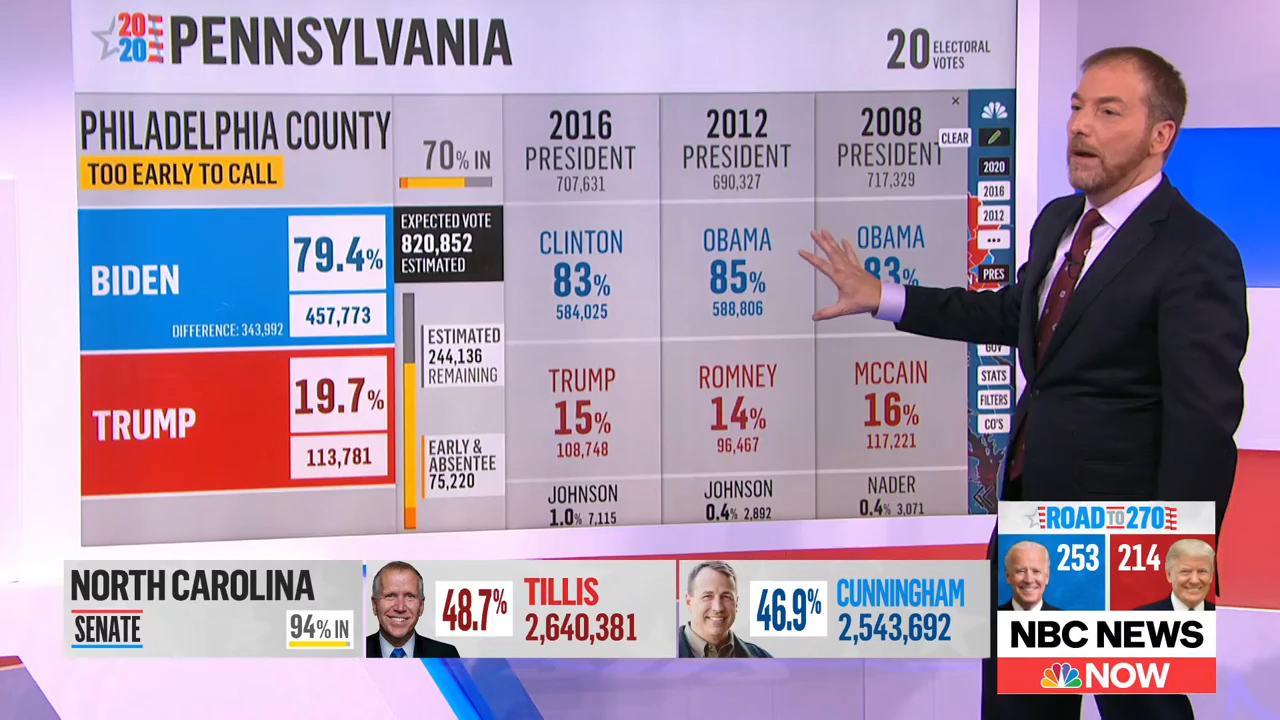 2020 PENNSYLVANIA
20 ELECTORAL
VOTES
PHILADELPHIA COUNTY
TOO EARLY TO CALL
70% IN
BIDEN
79.4%
457,773
DIFFERENCE: 343,992
TRUMP
19.7%
113,781
EXPECTED VOTE
820,852
ESTIMATED
ESTIMATED
244,136
REMAINING
EARLY &
ABSENTEE
75,220
2016
PRESIDENT
707,631
CLINTON
83%
584,025
TRUMP
15%
108,748
JOHNSON
1.0% 7,115
2012
PRESIDENT
690,327
OBAMA
85%
588,806
ROMNEY
14%
96,467
JOHNSON
0.4% 2,892
2008
PRESIDENT
717,329
OBAMA
83%
MCCAIN
16%
117,221
NADER
0.4% 3,071
×
CLEAR
2020
2016
2012
...
PRES
GOV
STATS
FILTERS
CO'S
NORTH CAROLINA
SENATE
94% IN
48.7%
TILLIS
2,640,381
46.9%
CUNNINGHAM
2,543,692
ROAD TO 270
253
214
NBC NEWS
NOW